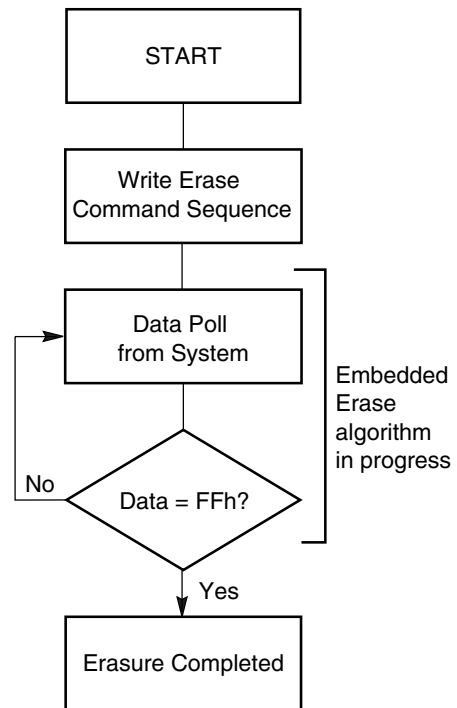 START
Write Erase
Command Sequence
Data Poll
from System
Embedded
Erase
algorithm
in progress
No
Data = FFh?
Yes
Erasure Completed